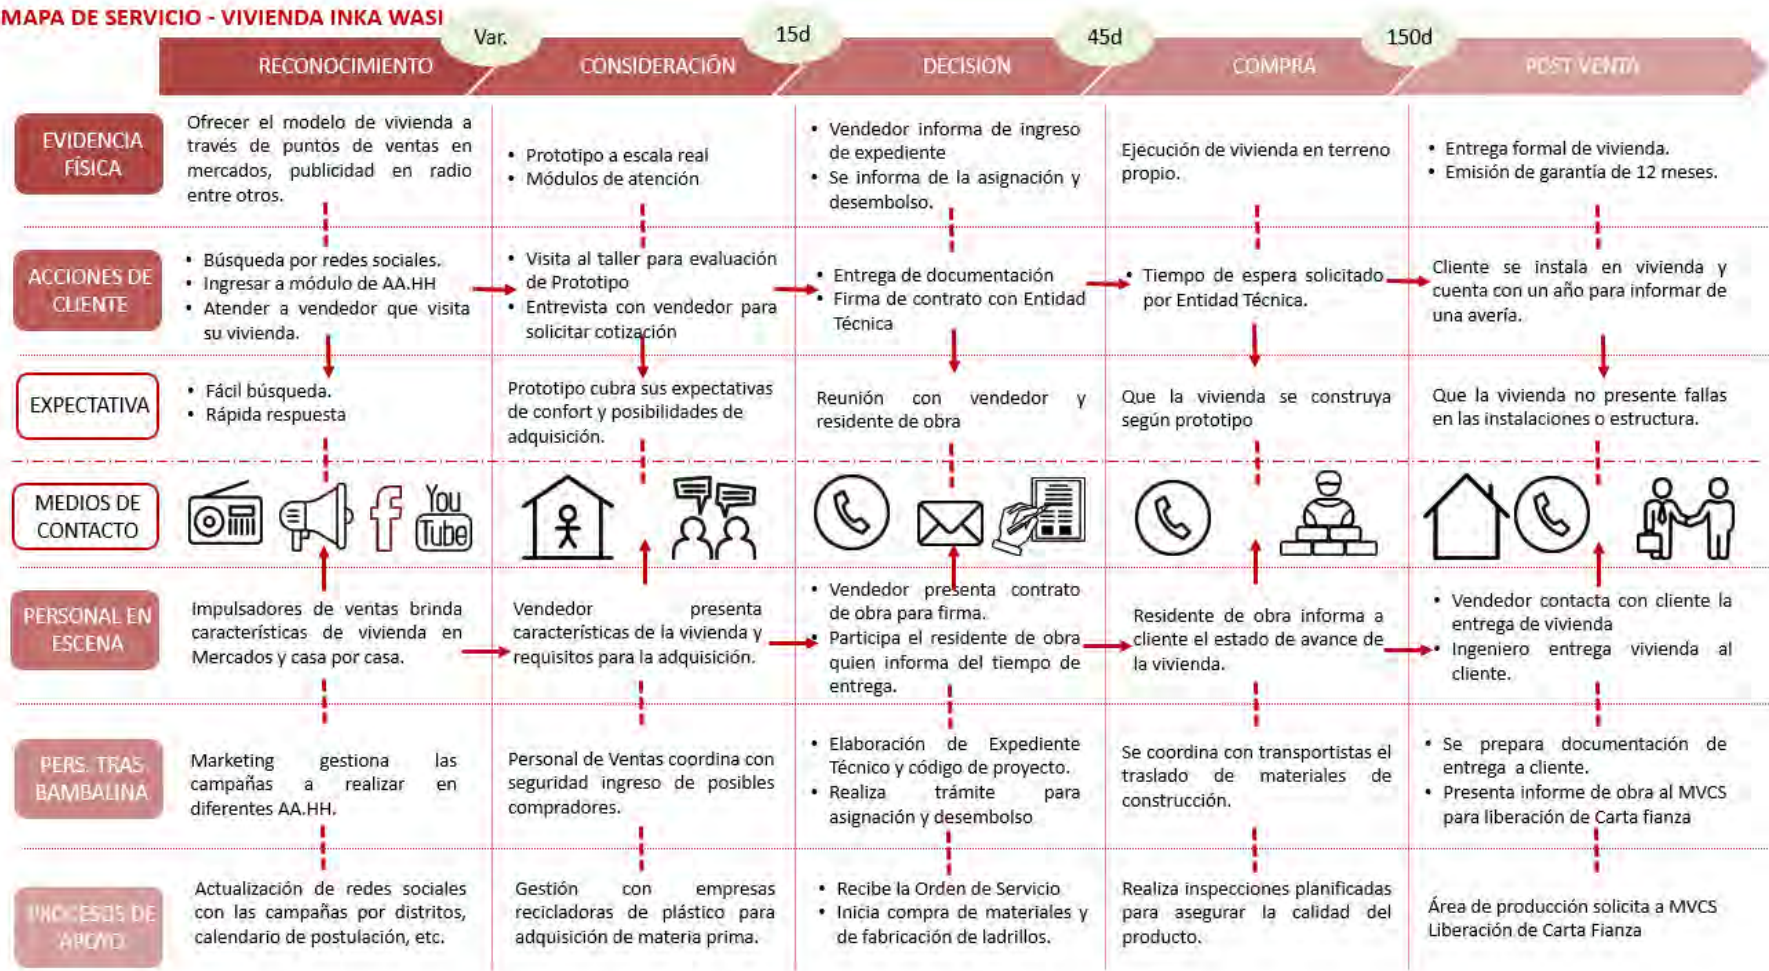 MAPA DE SERVICIO - VIVIENDA INKA WASI
Var.
15d
45d
150d
RECONOCIMIENTO
CONSIDERACIÓN
DECISION
COMPRA
POST VENTA
EVIDENCIA
FÍSICA
Ofrecer el modelo de vivienda a
través de puntos de ventas en
mercados, publicidad en radio
entre otros.
• Prototipo a escala real
• Módulos de atención
• Vendedor informa de ingreso
de expediente
• Se informa de la asignación y
desembolso.
Ejecución de vivienda en terreno
propio.
• Entrega formal de vivienda.
• Emisión de garantía de 12 meses.
ACCIONES DE
CLIENTE
• Búsqueda por redes sociales.
• Ingresar a módulo de AA.HH
• Atender a vendedor que visita
su vivienda.
• Visita al taller para evaluación
de Prototipo
• Entrevista con vendedor para
solicitar cotización
• Entrega de documentación
• Firma de contrato con Entidad
Técnica
• Tiempo de espera solicitado
por Entidad Técnica.
Cliente se instala en vivienda y
cuenta con un año para informar de
una avería.
EXPECTATIVA
• Fácil búsqueda.
• Rápida respuesta
Prototipo cubra sus expectativas
de confort y posibilidades de
adquisición.
Reunión con vendedor y
residente de obra
Que la vivienda se construya
según prototipo
Que la vivienda no presente fallas
en las instalaciones o estructura.
MEDIOS DE
CONTACTO
You
Tube
PERSONAL EN
ESCENA
Impulsadores de ventas brinda
características de vivienda en
Mercados y casa por casa.
Vendedor presenta
características de la vivienda y
requisitos para la adquisición.
• Vendedor presenta contrato
de obra para firma.
• Participa el residente de obra
quien informa del tiempo de
entrega.
Residente de obra informa a
cliente el estado de avance de
la vivienda.
• Vendedor contacta con cliente la
entrega de vivienda
• Ingeniero entrega vivienda al
cliente.
PERS. TRAS
BAMBALINA
Marketing gestiona las
campañas a realizar en
diferentes AA.HH.
Personal de Ventas coordina con
seguridad ingreso de posibles
compradores.
• Elaboración de Expediente
Técnico y código de proyecto.
• Realiza trámite para
asignación y desembolso
Se coordina con transportistas el
traslado de materiales de
construcción.
• Se prepara documentación de
entrega a cliente.
• Presenta informe de obra al MVCS
para liberación de Carta fianza
PROCESOS DE
APOYO
Actualización de redes sociales
con las campañas por distritos,
calendario de postulación, etc.
Gestión con empresas
recicladoras de plástico para
adquisición de materia prima.
• Recibe la Orden de Servicio
• Inicia compra de materiales y
de fabricación de ladrillos.
Realiza inspecciones planificadas
para asegurar la calidad del
producto.
Área de producción solicita a MVCS
Liberación de Carta Fianza